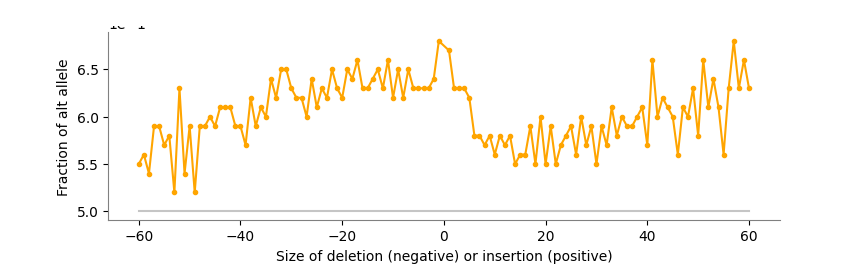 6.5
6.0
5.5
5.0
Fraction of alt allele
−60 −40 −20 0 20 40 60
Size of deletion (negative) or insertion (positive)